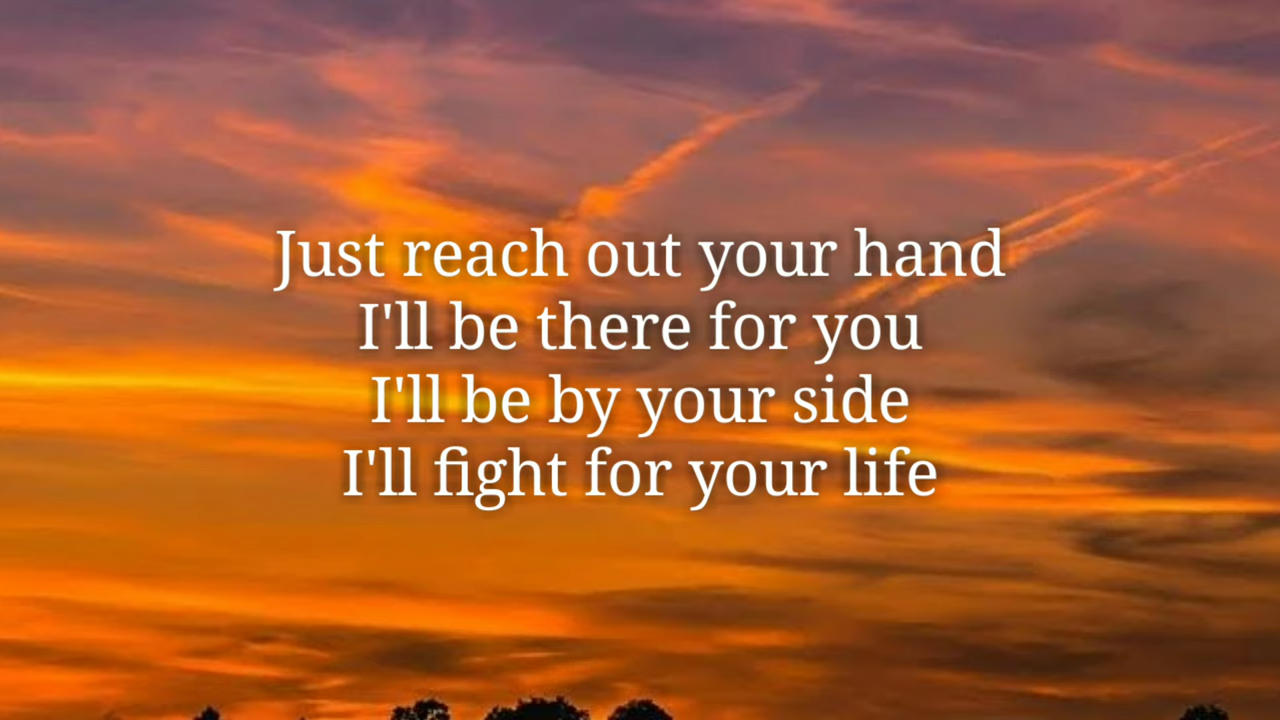 Just reach out your hand
I'll be there for you
I'll be by your side
I'll fight for your life